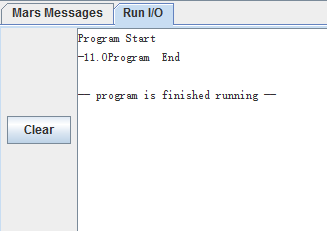 Mars Messages Run I/O
Program Start
-11.0Program  End
-- program is finished running --
Clear